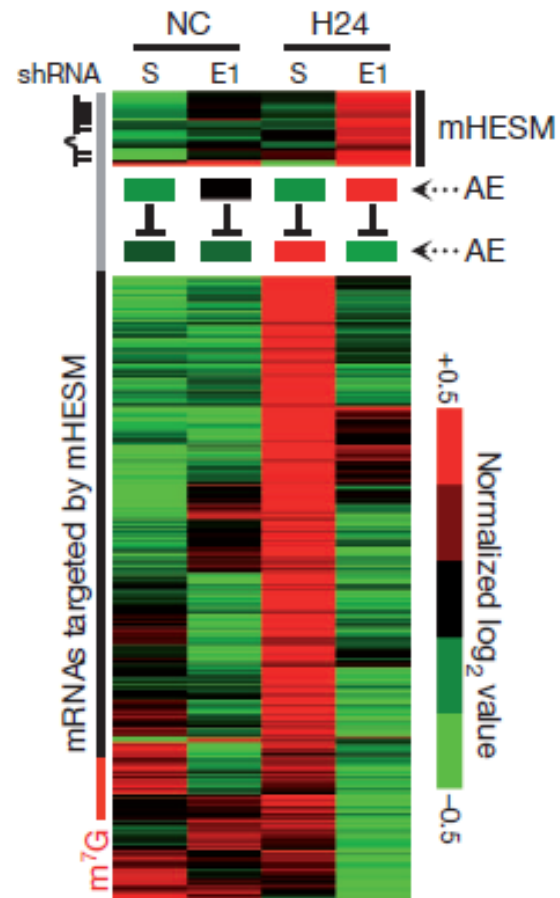 NC H24
shRNA S E1 S E1
mHESM
AE
AE
mRNAs targeted by mHESM
m⁷G
+0.5
Normalized log₂ value
−0.5